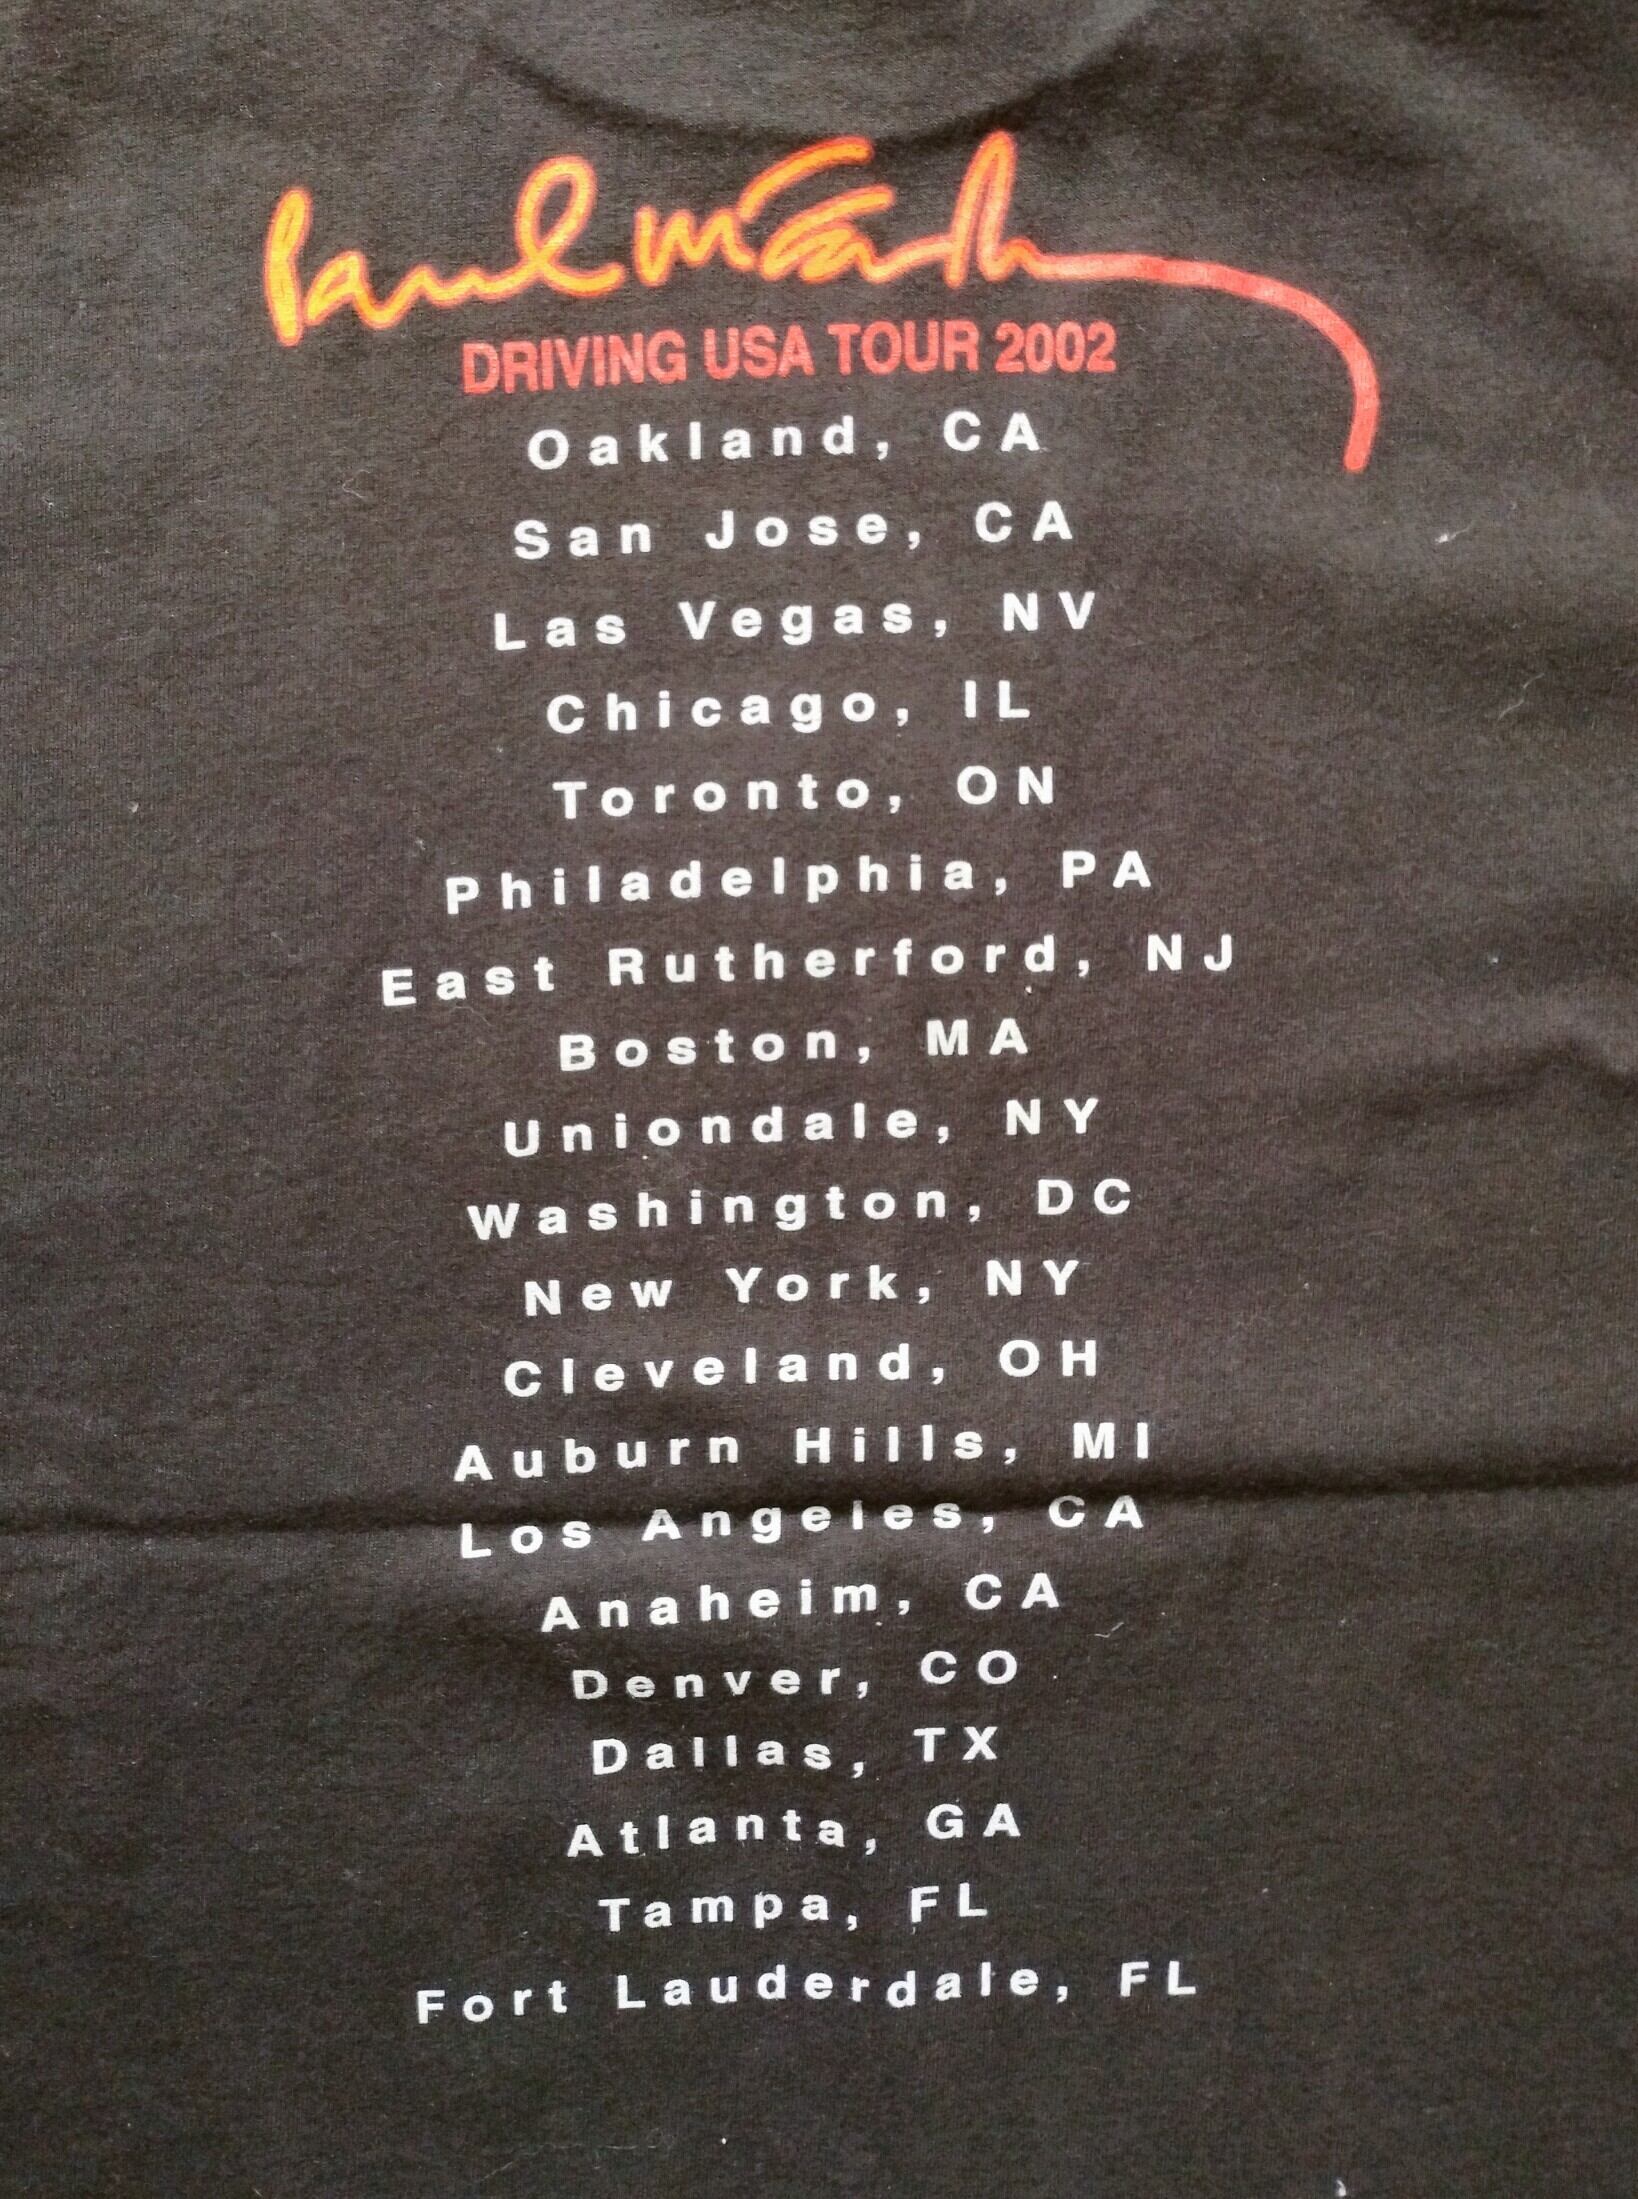 Paul McCartney
DRIVING USA TOUR 2002
Oakland, CA
San Jose, CA
Las Vegas, NV
Chicago, IL
Toronto, ON
Philadelphia, PA
East Rutherford, NJ
Boston, MA
Uniondale, NY
Washington, DC
New York, NY
Cleveland, OH
Auburn Hills, MI
Los Angeles, CA
Anaheim, CA
Denver, CO
Dallas, TX
Atlanta, GA
Tampa, FL
Fort Lauderdale, FL